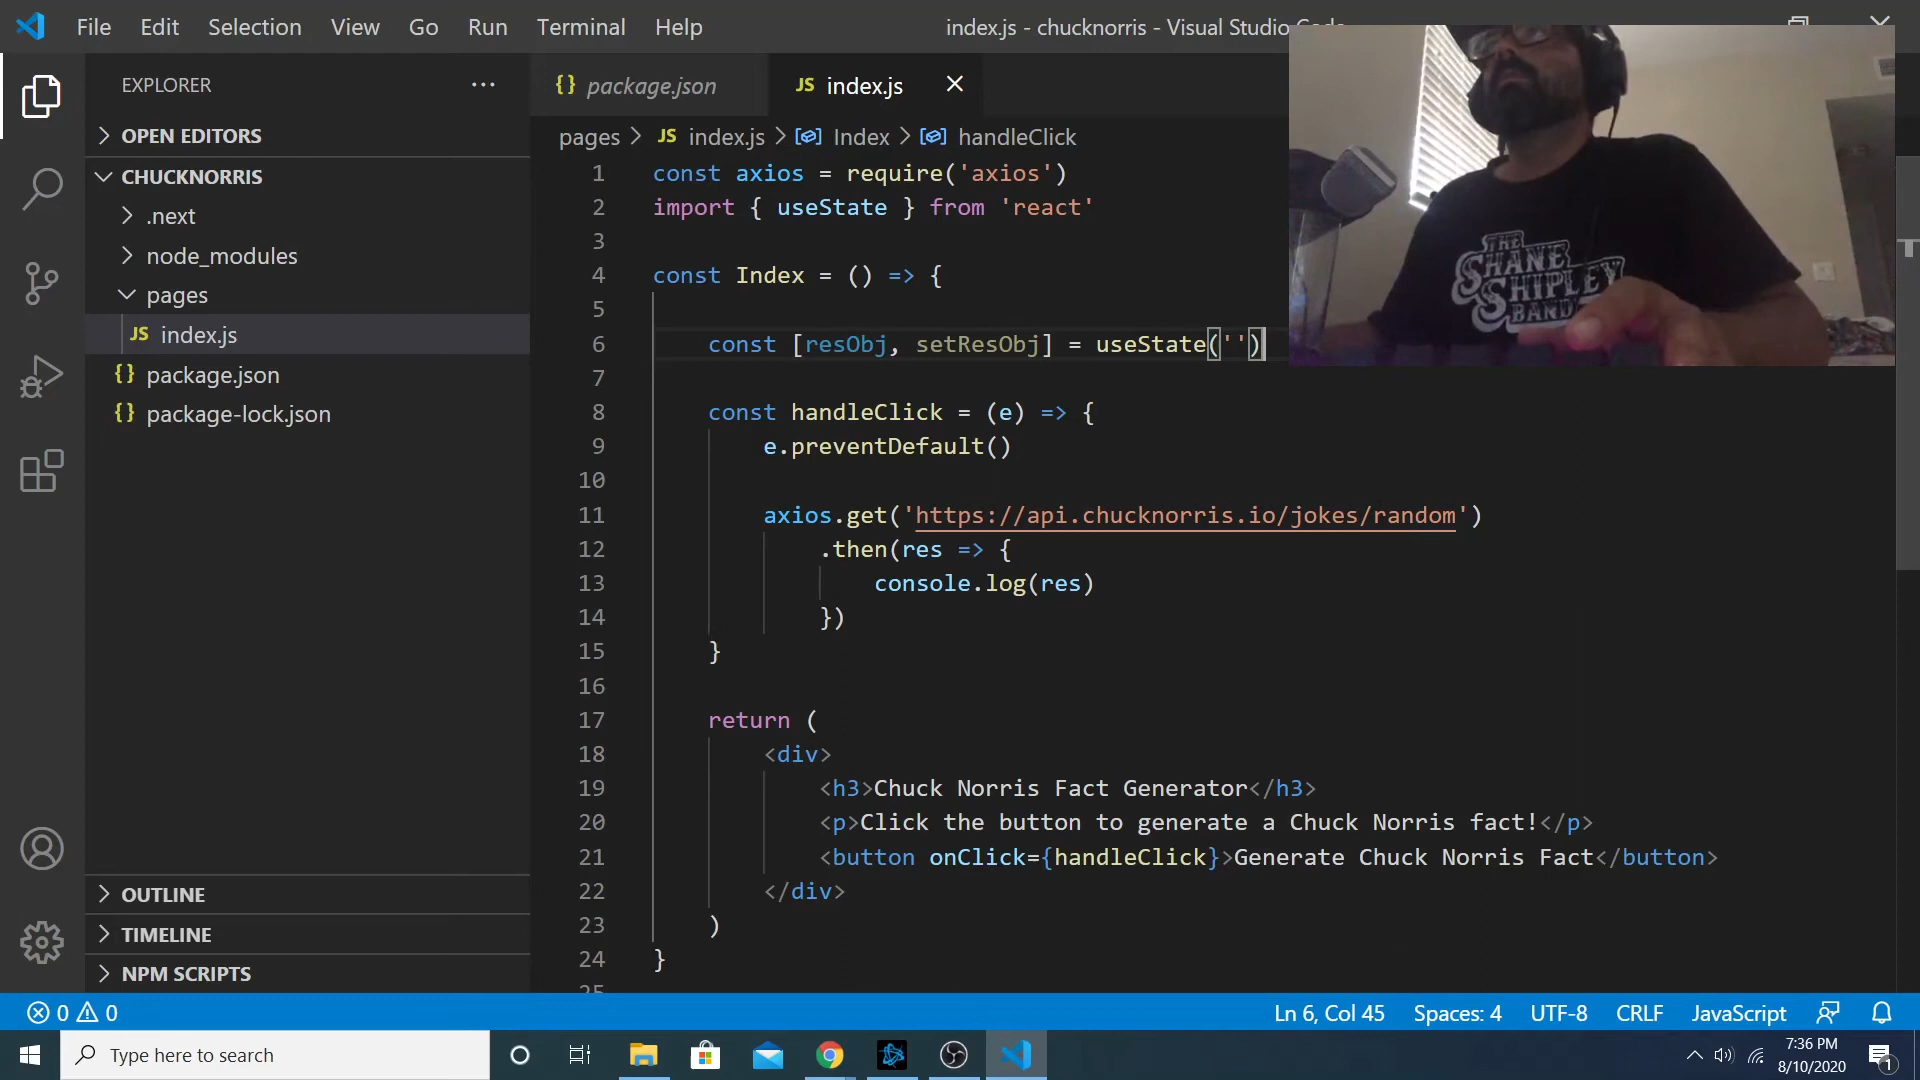 File Edit Selection View Go Run Terminal Help
index.js - chucknorris - Visual Studio Code
EXPLORER
OPEN EDITORS
CHUCKNORRIS
.next
node_modules
pages
JS index.js
{} package.json
{} package-lock.json
OUTLINE
TIMELINE
NPM SCRIPTS
{} package.json
JS index.js
pages > JS index.js > Index > handleClick
1 const axios = require('axios')
2 import { useState } from 'react'
3
4 const Index = () => {
5
6 const [resObj, setResObj] = useState('')
7
8 const handleClick = (e) => {
9 e.preventDefault()
10
11 axios.get('https://api.chucknorris.io/jokes/random')
12 .then(res => {
13 console.log(res)
14 })
15 }
16
17 return (
18 <div>
19 <h3>Chuck Norris Fact Generator</h3>
20 <p>Click the button to generate a Chuck Norris fact!</p>
21 <button onClick={handleClick}>Generate Chuck Norris Fact</button>
22 </div>
23 )
24 }
25
THE
SHANE
SHIPLEY
BAND
0 0
Ln 6, Col 45 Spaces: 4 UTF-8 CRLF JavaScript
Type here to search
7:36 PM
8/10/2020
1